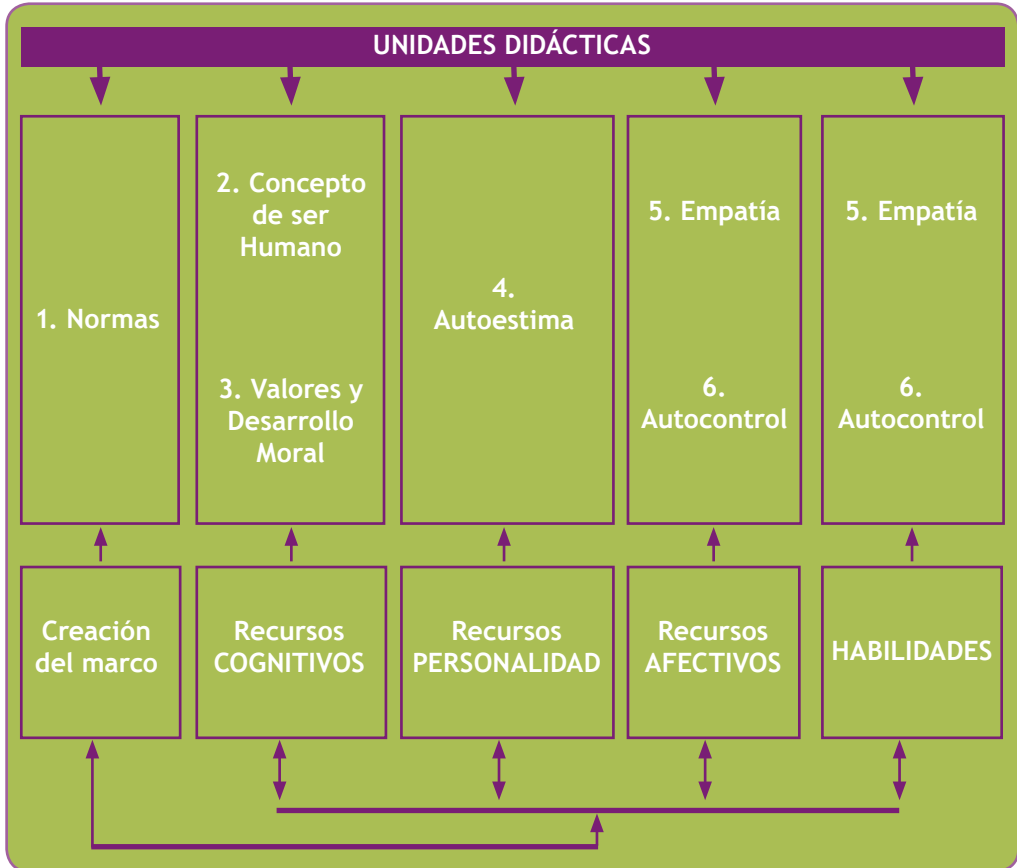 UNIDADES DIDÁCTICAS
1. Normas
2. Concepto
de ser
Humano
3. Valores y
Desarrollo
Moral
4.
Autoestima
5. Empatía
6.
Autocontrol
5. Empatía
6.
Autocontrol
Creación
del marco
Recursos
COGNITIVOS
Recursos
PERSONALIDAD
Recursos
AFECTIVOS
HABILIDADES